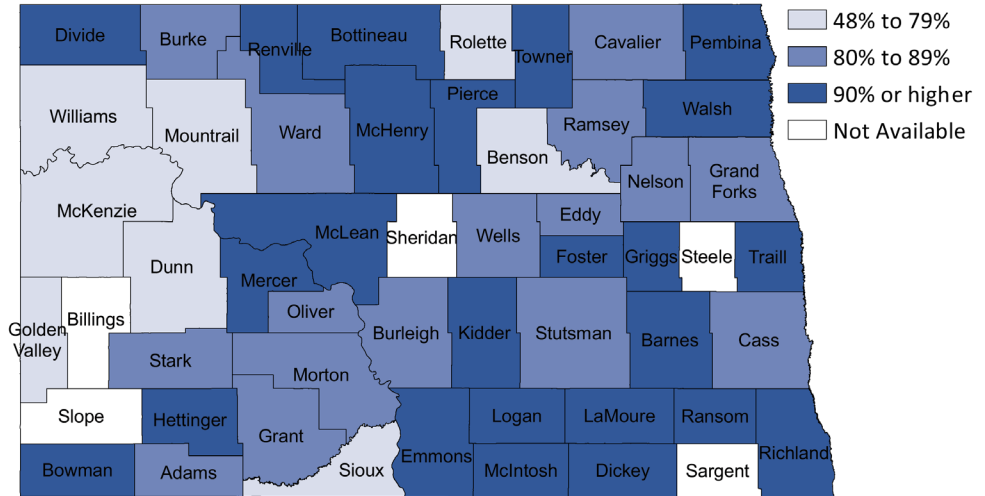 Divide
Burke
Renville
Bottineau
Rolette
Towner
Cavalier
Pembina
48% to 79%
80% to 89%
90% or higher
Not Available
Williams
Mountrail
Ward
McHenry
Pierce
Benson
Ramsey
Walsh
McKenzie
Nelson
Grand
Forks
Dunn
McLean
Sheridan
Wells
Eddy
Foster
Griggs
Steele
Traill
Mercer
Oliver
Golden
Valley
Billings
Stark
Morton
Burleigh
Kidder
Stutsman
Barnes
Cass
Slope
Hettinger
Grant
Logan
LaMoure
Ransom
Bowman
Adams
Sioux
Emmons
McIntosh
Dickey
Sargent
Richland